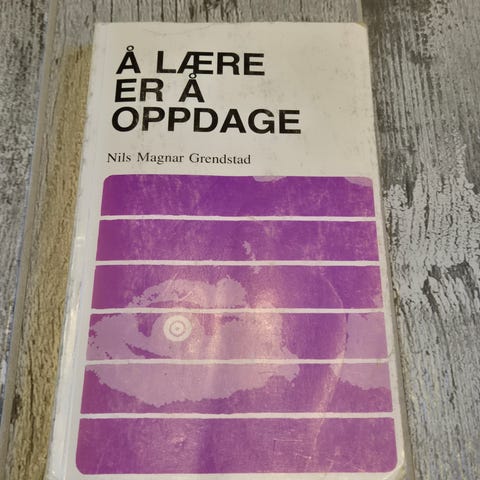 Å LÆRE
ER Å
OPPDAGE
Nils Magnar Grendstad